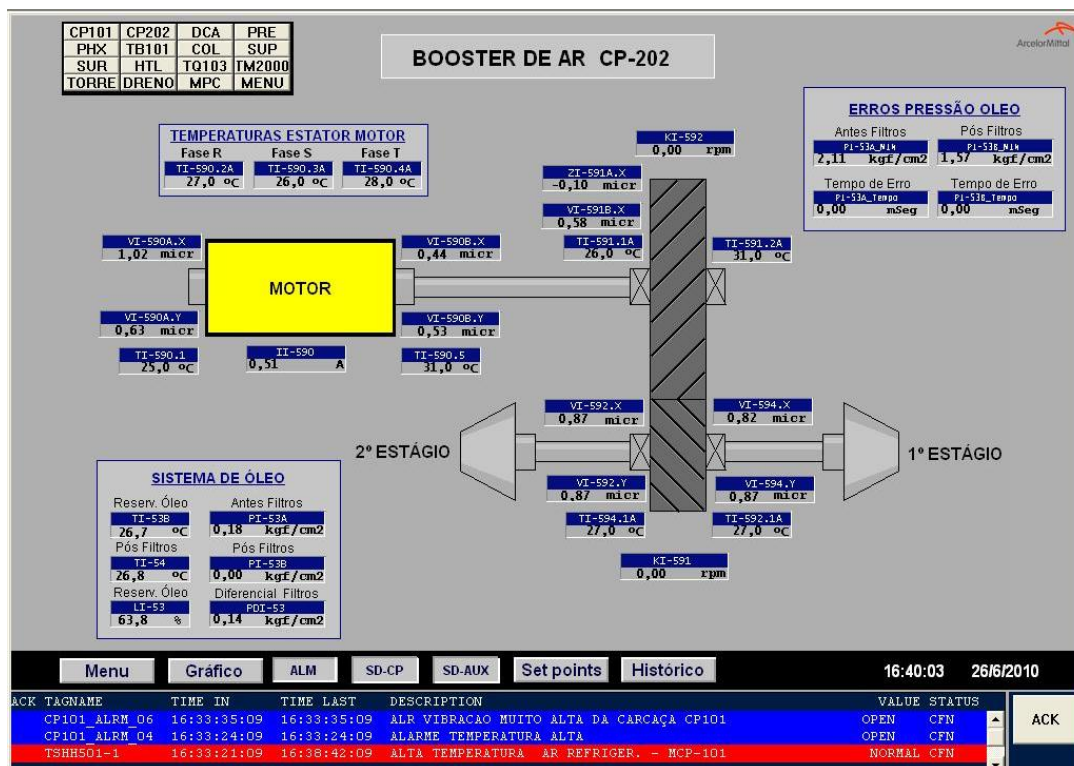 CP101 CP202 DCA PRE
PHX TB101 COL SUP
SUR HTL TQ103 TM2000
TORRE DRENO MPC MENU
BOOSTER DE AR CP-202
ArcelorMittal
TEMPERATURAS ESTATOR MOTOR
Fase R Fase S Fase T
TI-590.2A TI-590.3A TI-590.4A
27,0 ºC 26,0 ºC 28,0 ºC
KI-592
0,00 rpm
ERROS PRESSÃO OLEO
Antes Filtros Pós Filtros
P1-53A_Min P1-53B_Min
2,11 kgf/cm2 1,57 kgf/cm2
Tempo de Erro Tempo de Erro
P1-53A_Tempo P1-53B_Tempo
0,00 mSeg 0,00 mSeg
ZI-591A.X
-0,10 micr
VI-591B.X
0,58 micr
VI-590A.X VI-590B.X TI-591.1A TI-591.2A
1,02 micr 0,44 micr 26,0 ºC 31,0 ºC
MOTOR
VI-590A.Y VI-590B.Y
0,63 micr 0,53 micr
TI-590.1 II-590 TI-590.5
25,0 ºC 0,51 A 31,0 ºC
VI-592.X VI-594.X
0,87 micr 0,82 micr
2º ESTÁGIO 1º ESTÁGIO
VI-592.Y VI-594.Y
0,87 micr 0,87 micr
TI-594.1A TI-592.1A
27,0 ºC 27,0 ºC
KI-591
0,00 rpm
SISTEMA DE ÓLEO
Reserv. Óleo Antes Filtros
TI-53B PI-53A
26,7 ºC 0,18 kgf/cm2
Pós Filtros Pós Filtros
TI-54 PI-53B
26,8 ºC 0,00 kgf/cm2
Reserv. Óleo Diferencial Filtros
LI-53 PDI-53
63,8 % 0,14 kgf/cm2
Menu Gráfico ALM SD-CP SD-AUX Set points Histórico 16:40:03 26/6/2010
ACK TAGNAME TIME IN TIME LAST DESCRIPTION VALUE STATUS
CP101_ALRM_06 16:33:35:09 16:33:35:09 ALR VIBRACAO MUITO ALTA DA CARCAÇA CP101 OPEN CFN
CP101_ALRM_04 16:33:24:09 16:33:24:09 ALARME TEMPERATURA ALTA OPEN CFN
TSHH501-1 16:33:21:09 16:38:42:09 ALTA TEMPERATURA AR REFRIGER. - MCP-101 NORMAL CFN
ACK